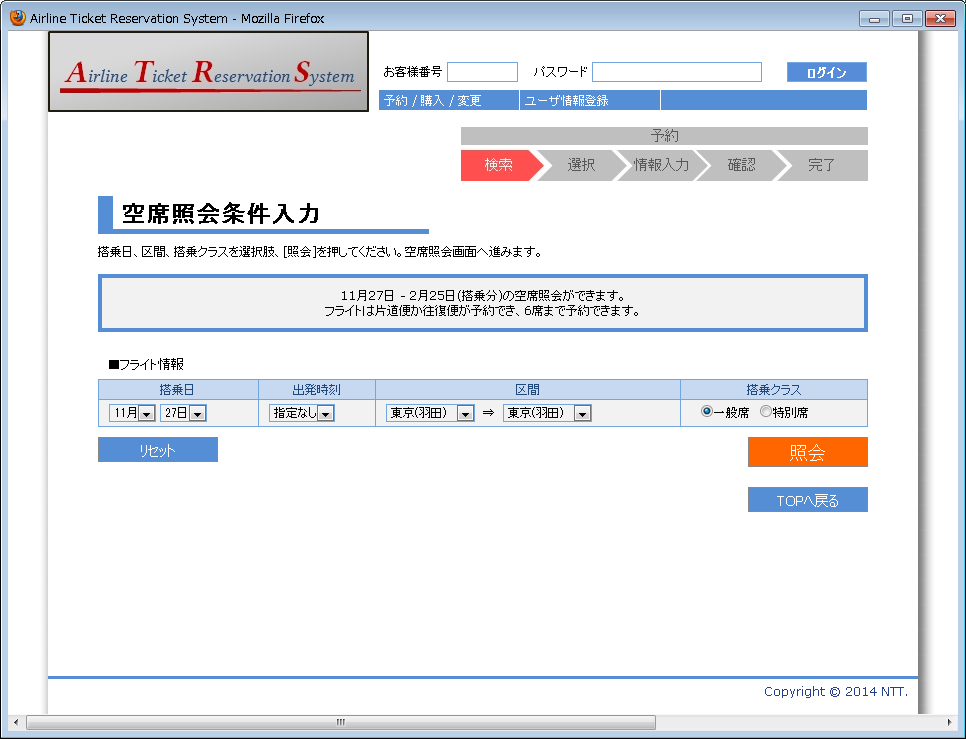 Airline Ticket Reservation System - Mozilla Firefox
Airline Ticket Reservation System
お客様番号 パスワード ログイン
予約 / 購入 / 変更 ユーザ情報登録
予約
検索 選択 情報入力 確認 完了
空席照会条件入力
搭乗日、区間、搭乗クラスを選択肢、[照会]を押してください。空席照会画面へ進みます。
11月27日 - 2月25日(搭乗分)の空席照会ができます。
フライトは片道便か往復便が予約でき、6席まで予約できます。
■フライト情報
搭乗日 出発時刻 区間 搭乗クラス
11月 27日 指定なし 東京(羽田) ⇒ 東京(羽田) 一般席 特別席
リセット 照会
TOPへ戻る
Copyright © 2014 NTT.